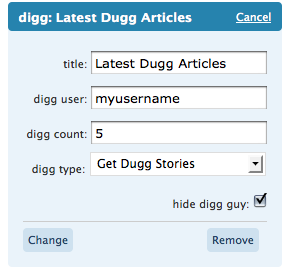 digg: Latest Dugg Articles Cancel
title: Latest Dugg Articles
digg user: myusername
digg count: 5
digg type: Get Dugg Stories
hide digg guy:
Change Remove